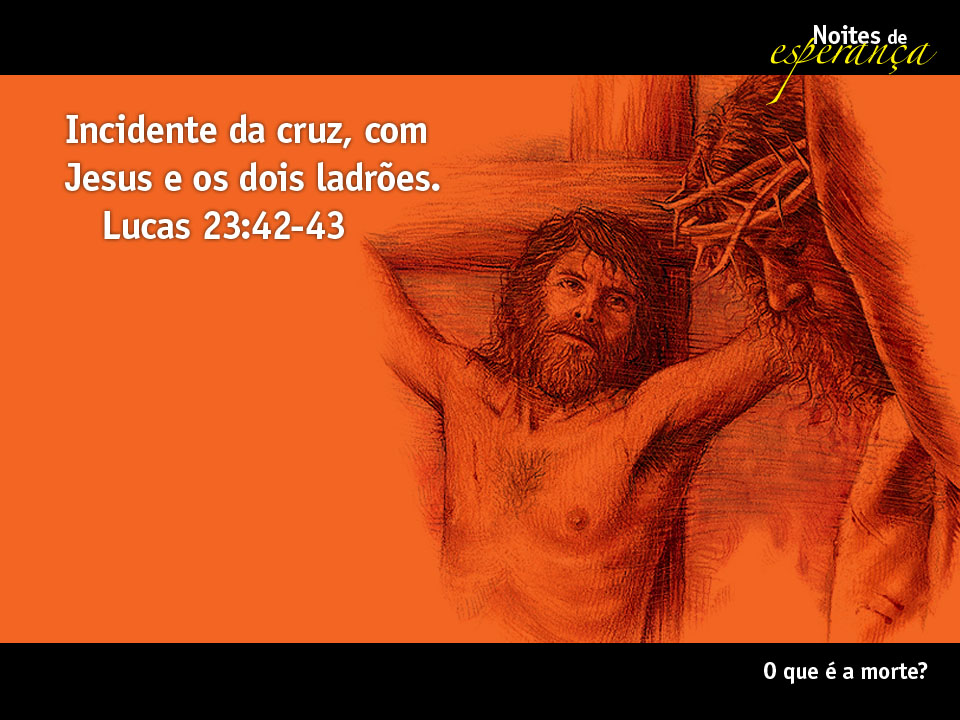 Noites de
esperança
Incidente da cruz, com
Jesus e os dois ladrões.
Lucas 23:42-43
O que é a morte?